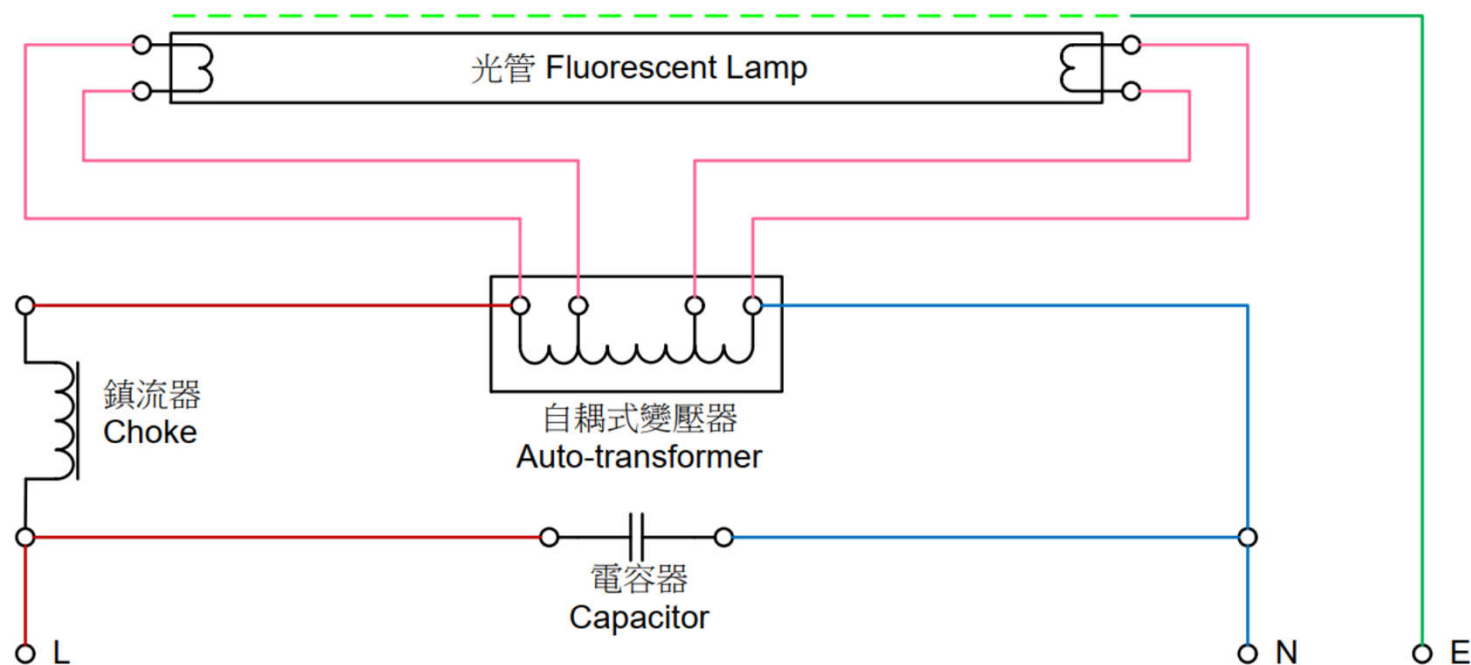 光管 Fluorescent Lamp
鎮流器
Choke
自耦式變壓器
Auto-transformer
電容器
Capacitor
L
N
E